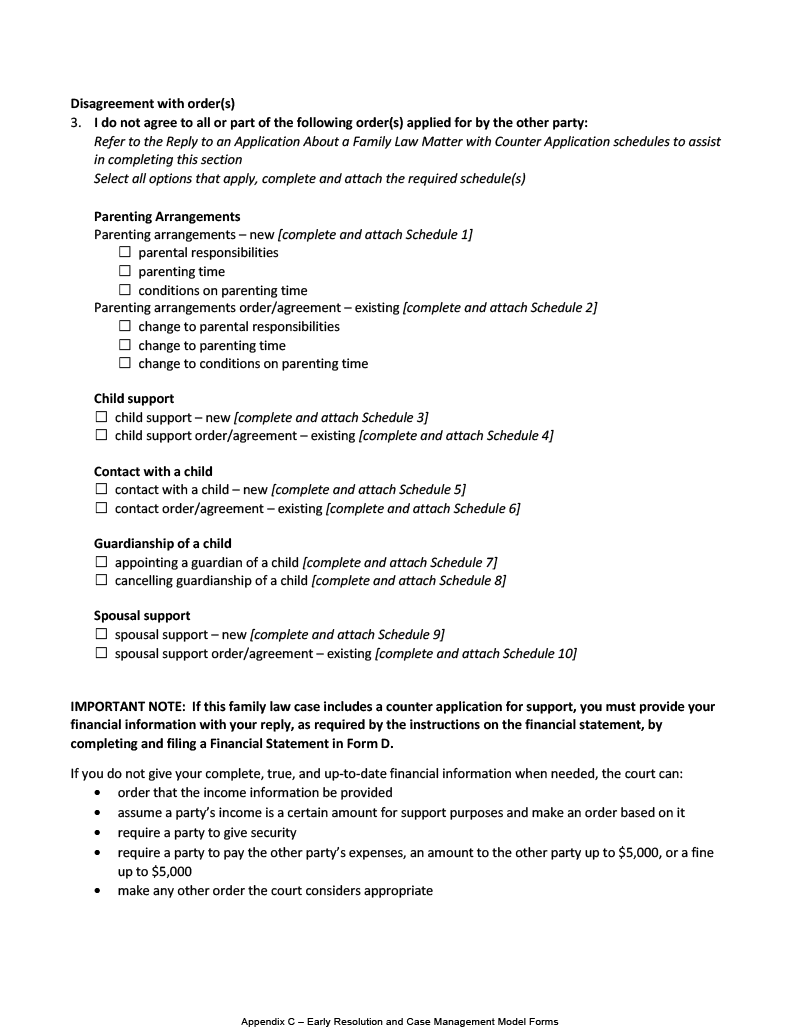 Disagreement with order(s)
3. I do not agree to all or part of the following order(s) applied for by the other party:
Refer to the Reply to an Application About a Family Law Matter with Counter Application schedules to assist
in completing this section
Select all options that apply, complete and attach the required schedule(s)
Parenting Arrangements
Parenting arrangements – new [complete and attach Schedule 1]
☐ parental responsibilities
☐ parenting time
☐ conditions on parenting time
Parenting arrangements order/agreement – existing [complete and attach Schedule 2]
☐ change to parental responsibilities
☐ change to parenting time
☐ change to conditions on parenting time
Child support
☐ child support – new [complete and attach Schedule 3]
☐ child support order/agreement – existing [complete and attach Schedule 4]
Contact with a child
☐ contact with a child – new [complete and attach Schedule 5]
☐ contact order/agreement – existing [complete and attach Schedule 6]
Guardianship of a child
☐ appointing a guardian of a child [complete and attach Schedule 7]
☐ cancelling guardianship of a child [complete and attach Schedule 8]
Spousal support
☐ spousal support – new [complete and attach Schedule 9]
☐ spousal support order/agreement – existing [complete and attach Schedule 10]
IMPORTANT NOTE: If this family law case includes a counter application for support, you must provide your
financial information with your reply, as required by the instructions on the financial statement, by
completing and filing a Financial Statement in Form D.
If you do not give your complete, true, and up-to-date financial information when needed, the court can:
• order that the income information be provided
• assume a party's income is a certain amount for support purposes and make an order based on it
• require a party to give security
• require a party to pay the other party's expenses, an amount to the other party up to $5,000, or a fine
up to $5,000
• make any other order the court considers appropriate
Appendix C – Early Resolution and Case Management Model Forms